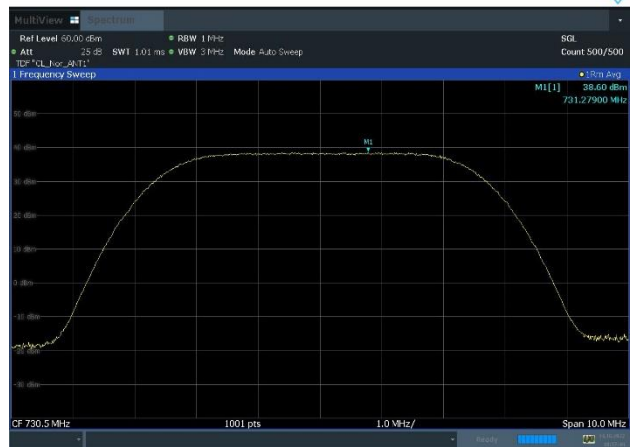 MultiView Spectrum
Ref Level 60.00 dBm RBW 1 MHz SGL
Att 25 dB SWT 1.01 ms VBW 3 MHz Mode Auto Sweep Count 500/500
TDF "CL_Nor_ANT1"
1 Frequency Sweep 1Rm Avg
M1[1] 38.60 dBm
731.27900 MHz
50 dBm
M1
40 dBm
30 dBm
20 dBm
10 dBm
0 dBm
-10 dBm
-20 dBm
-30 dBm
CF 730.5 MHz 1001 pts 1.0 MHz/ Span 10.0 MHz
Ready